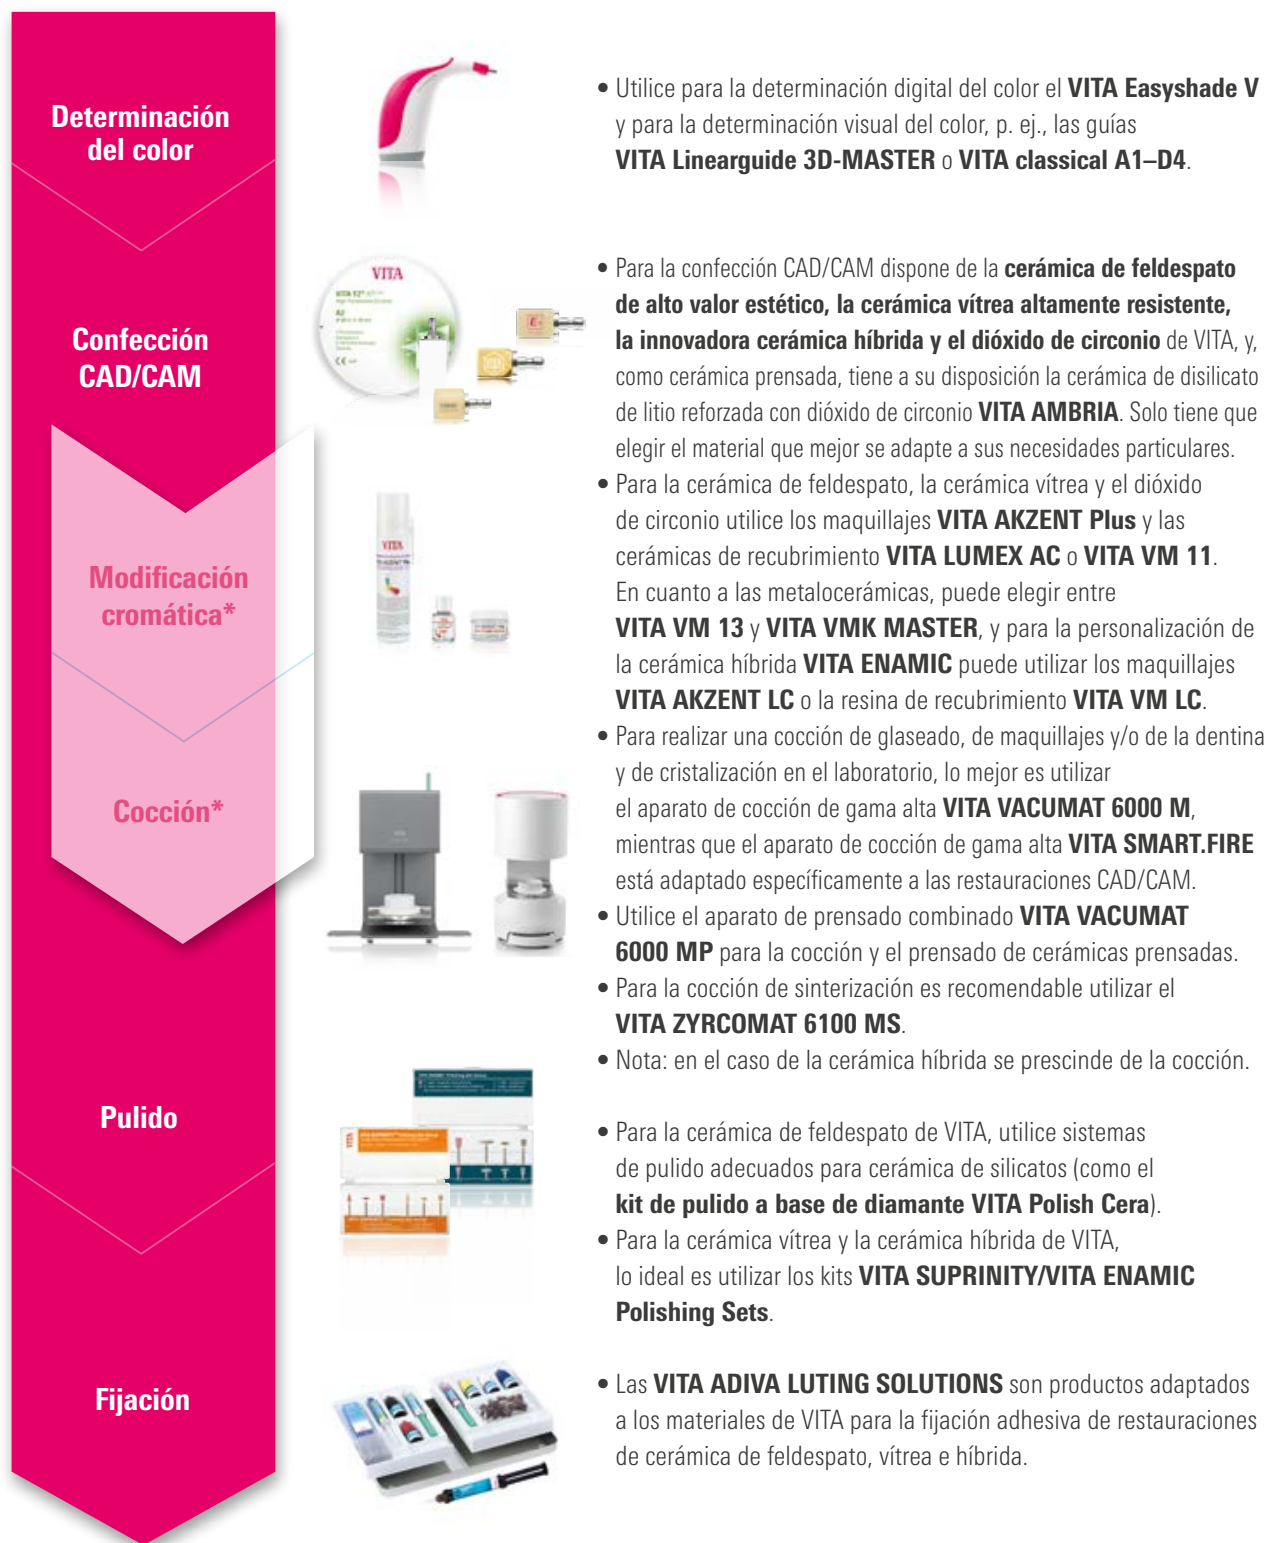 Determinación
del color
• Utilice para la determinación digital del color el VITA Easyshade V
y para la determinación visual del color, p. ej., las guías
VITA Linearguide 3D-MASTER o VITA classical A1–D4.
Confección
CAD/CAM
VITA
A2
• Para la confección CAD/CAM dispone de la cerámica de feldespato
de alto valor estético, la cerámica vítrea altamente resistente,
la innovadora cerámica híbrida y el dióxido de circonio de VITA, y,
como cerámica prensada, tiene a su disposición la cerámica de disilicato
de litio reforzada con dióxido de circonio VITA AMBRIA. Solo tiene que
elegir el material que mejor se adapte a sus necesidades particulares.
Modificación
cromática*
VITA
• Para la cerámica de feldespato, la cerámica vítrea y el dióxido
de circonio utilice los maquillajes VITA AKZENT Plus y las
cerámicas de recubrimiento VITA LUMEX AC o VITA VM 11.
En cuanto a las metalocerámicas, puede elegir entre
VITA VM 13 y VITA VMK MASTER, y para la personalización de
la cerámica híbrida VITA ENAMIC puede utilizar los maquillajes
VITA AKZENT LC o la resina de recubrimiento VITA VM LC.
Cocción*
• Para realizar una cocción de glaseado, de maquillajes y/o de la dentina
y de cristalización en el laboratorio, lo mejor es utilizar
el aparato de cocción de gama alta VITA VACUMAT 6000 M,
mientras que el aparato de cocción de gama alta VITA SMART.FIRE
está adaptado específicamente a las restauraciones CAD/CAM.
• Utilice el aparato de prensado combinado VITA VACUMAT
6000 MP para la cocción y el prensado de cerámicas prensadas.
• Para la cocción de sinterización es recomendable utilizar el
VITA ZYRCOMAT 6100 MS.
• Nota: en el caso de la cerámica híbrida se prescinde de la cocción.
Pulido
VITA
• Para la cerámica de feldespato de VITA, utilice sistemas
de pulido adecuados para cerámica de silicatos (como el
kit de pulido a base de diamante VITA Polish Cera).
• Para la cerámica vítrea y la cerámica híbrida de VITA,
lo ideal es utilizar los kits VITA SUPRINITY/VITA ENAMIC
Polishing Sets.
Fijación
• Las VITA ADIVA LUTING SOLUTIONS son productos adaptados
a los materiales de VITA para la fijación adhesiva de restauraciones
de cerámica de feldespato, vítrea e híbrida.